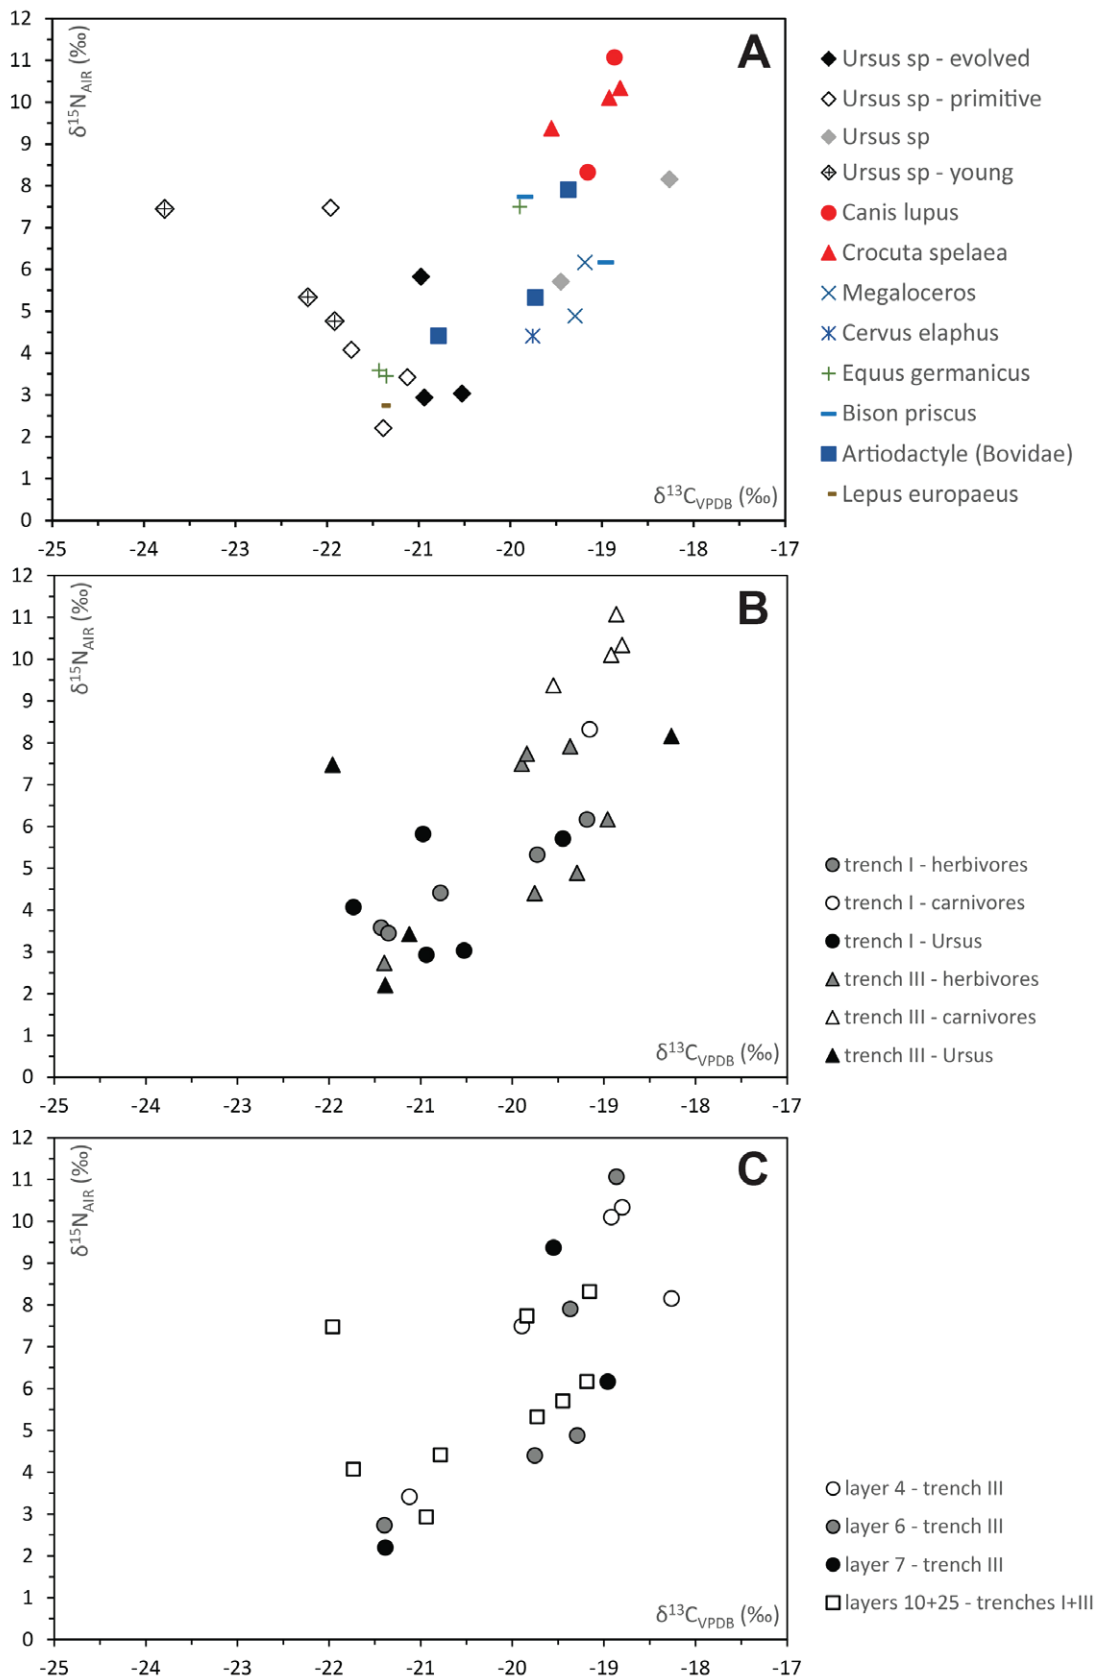 12
11
10
9
8
7
6
5
4
3
2
1
0
δ¹⁵N_AIR (‰)
A
δ¹³C_VPDB (‰)
-25 -24 -23 -22 -21 -20 -19 -18 -17
Ursus sp - evolved
Ursus sp - primitive
Ursus sp
Ursus sp - young
Canis lupus
Crocuta spelaea
Megaloceros
Cervus elaphus
Equus germanicus
Bison priscus
Artiodactyle (Bovidae)
Lepus europaeus
12
11
10
9
8
7
6
5
4
3
2
1
0
δ¹⁵N_AIR (‰)
B
δ¹³C_VPDB (‰)
-25 -24 -23 -22 -21 -20 -19 -18 -17
trench I - herbivores
trench I - carnivores
trench I - Ursus
trench III - herbivores
trench III - carnivores
trench III - Ursus
12
11
10
9
8
7
6
5
4
3
2
1
0
δ¹⁵N_AIR (‰)
C
δ¹³C_VPDB (‰)
-25 -24 -23 -22 -21 -20 -19 -18 -17
layer 4 - trench III
layer 6 - trench III
layer 7 - trench III
layers 10+25 - trenches I+III